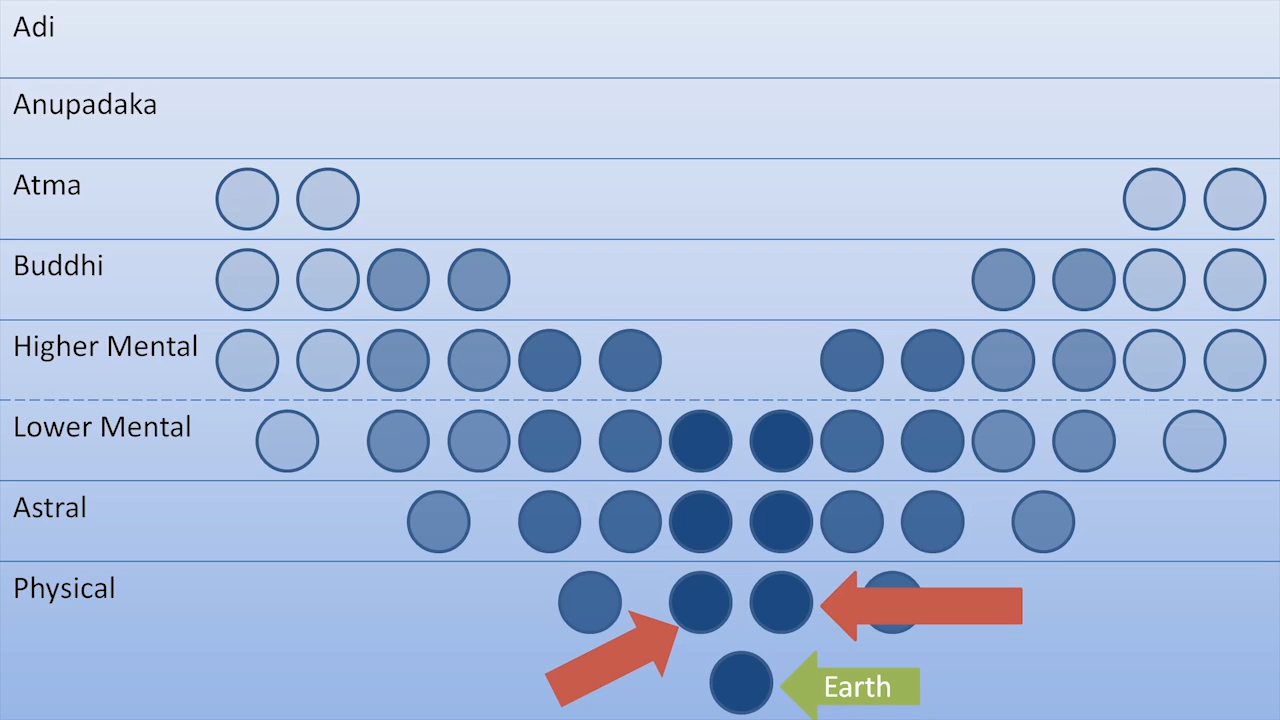 Adi
Anupadaka
Atma
Buddhi
Higher Mental
Lower Mental
Astral
Physical
Earth